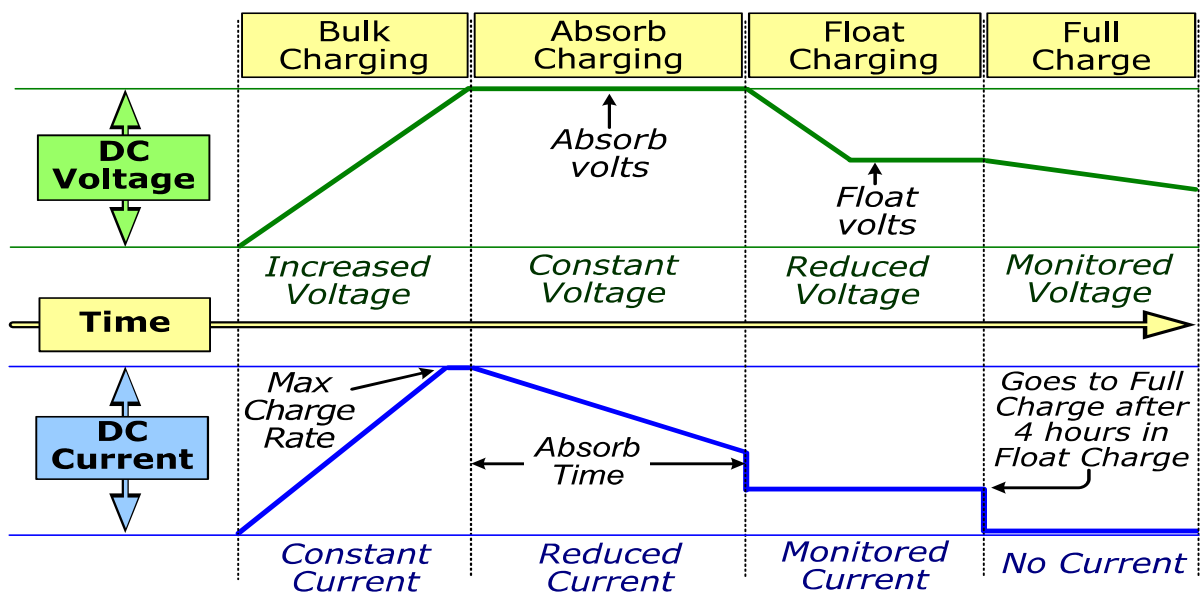 Bulk
Charging
Absorb
Charging
Float
Charging
Full
Charge
DC
Voltage
Absorb
volts
Float
volts
Increased
Voltage
Constant
Voltage
Reduced
Voltage
Monitored
Voltage
Time
DC
Current
Max
Charge
Rate
Absorb
Time
Goes to Full
Charge after
4 hours in
Float Charge
Constant
Current
Reduced
Current
Monitored
Current
No Current